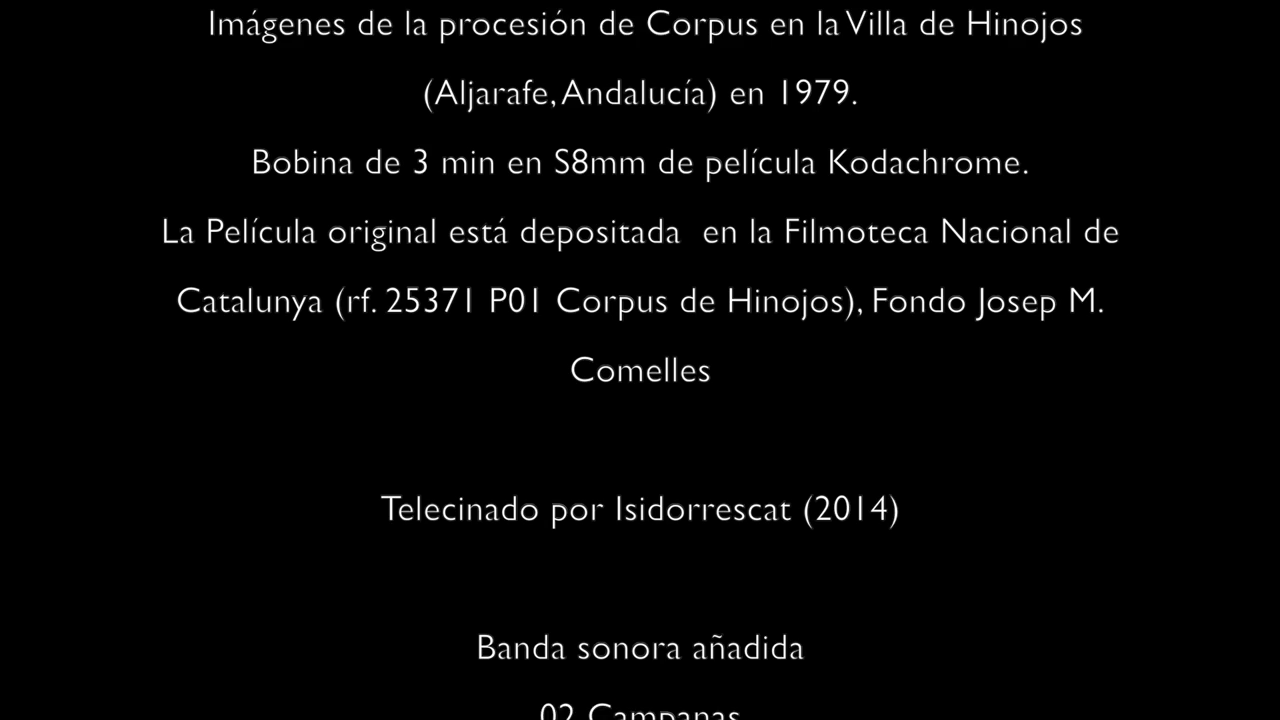 Imágenes de la procesión de Corpus en la Villa de Hinojos
(Aljarafe, Andalucía) en 1979.
Bobina de 3 min en S8mm de película Kodachrome.
La Película original está depositada  en la Filmoteca Nacional de
Catalunya (rf. 25371 P01 Corpus de Hinojos), Fondo Josep M.
Comelles
Telecinado por Isidorrescat (2014)
Banda sonora añadida
02 Campanas